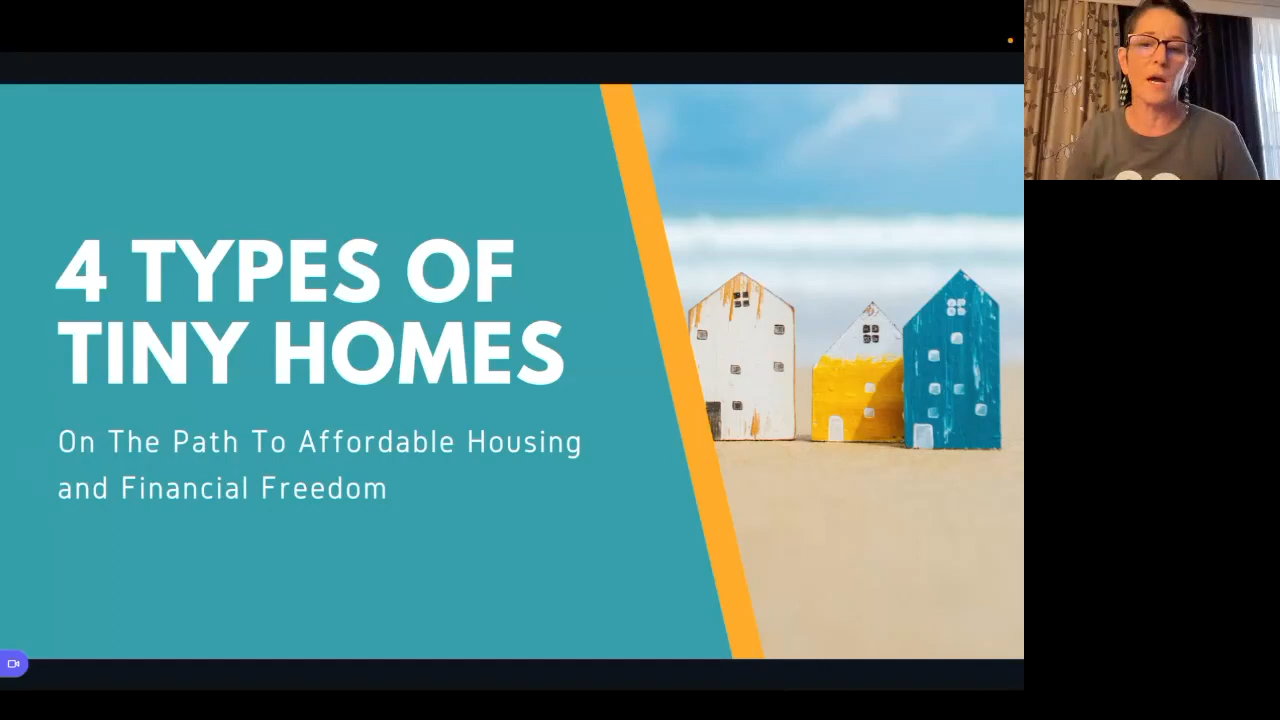 4 TYPES OF
TINY HOMES
On The Path To Affordable Housing
and Financial Freedom